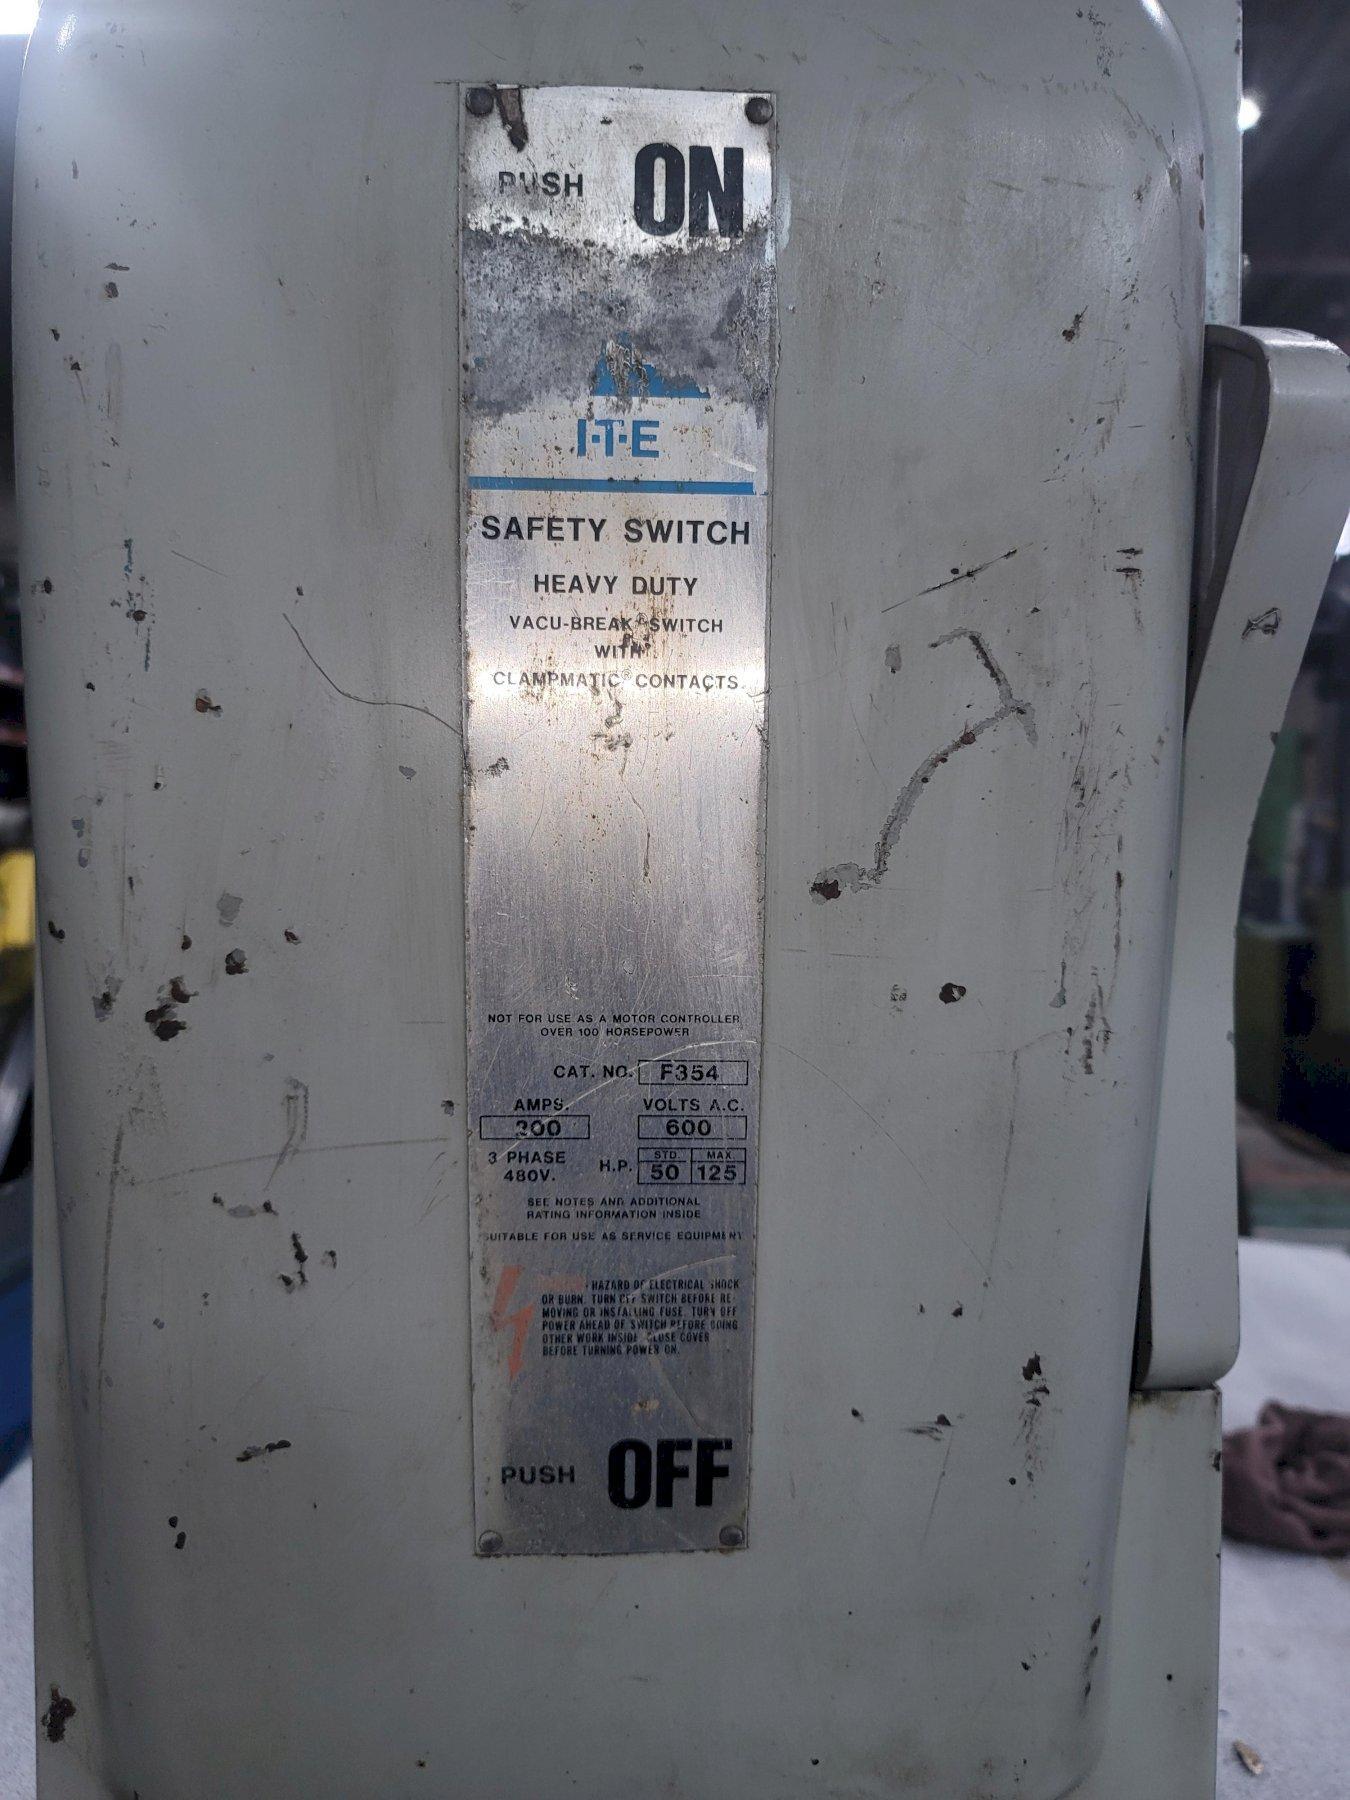 PUSH ON
I·T·E
SAFETY SWITCH
HEAVY DUTY
VACU-BREAK® SWITCH
WITH
CLAMPMATIC® CONTACTS
NOT FOR USE AS A MOTOR CONTROLLER
OVER 100 HORSEPOWER
CAT. NO. F354
AMPS. VOLTS A.C.
200 600
3 PHASE
480V.
H.P.
STD. MAX.
50 125
SEE NOTES AND ADDITIONAL
RATING INFORMATION INSIDE
SUITABLE FOR USE AS SERVICE EQUIPMENT
HAZARD OF ELECTRICAL SHOCK
OR BURN. TURN OFF SWITCH BEFORE RE-
MOVING OR INSTALLING FUSE. TURN OFF
POWER AHEAD OF SWITCH BEFORE DOING
OTHER WORK INSIDE. CLOSE COVER
BEFORE TURNING POWER ON.
PUSH OFF